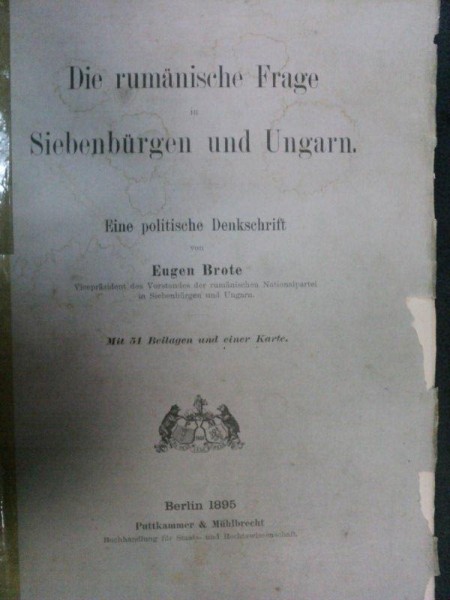 Die rumänische Frage
in
Siebenbürgen und Ungarn.
Eine politische Denkschrift
von
Eugen Brote
Vicepräsident des Vorstandes der rumänischen Nationalpartei
in Siebenbürgen und Ungarn.
Mit 51 Beilagen und einer Karte.
Berlin 1895
Puttkammer & Mühlbrecht
Buchhandlung für Staats- und Rechtswissenschaft